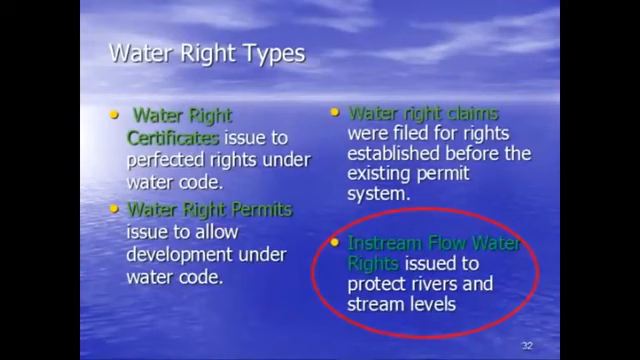 Water Right Types
Water Right
Certificates issue to
perfected rights under
water code.
Water Right Permits
issue to allow
development under
water code.
Water right claims
were filed for rights
established before the
existing permit
system.
Instream Flow Water
Rights issued to
protect rivers and
stream levels
32